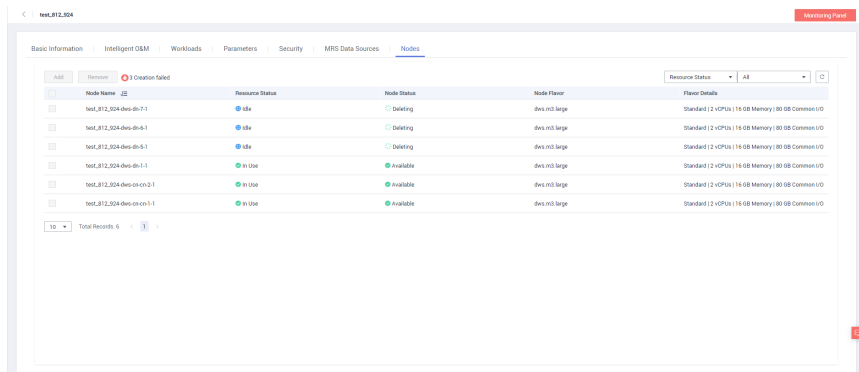 test_812_924
Monitoring Panel
Basic Information Intelligent O&M Workloads Parameters Security MRS Data Sources Nodes
Add Remove 3 Creation failed Resource Status All
Node Name Resource Status Node Status Node Flavor Flavor Details
test_812_924-dws-dn-7-1 Idle Deleting dws.m3.large Standard | 2 vCPUs | 16 GB Memory | 80 GB Common I/O
test_812_924-dws-dn-6-1 Idle Deleting dws.m3.large Standard | 2 vCPUs | 16 GB Memory | 80 GB Common I/O
test_812_924-dws-dn-5-1 Idle Deleting dws.m3.large Standard | 2 vCPUs | 16 GB Memory | 80 GB Common I/O
test_812_924-dws-dn-1-1 In Use Available dws.m3.large Standard | 2 vCPUs | 16 GB Memory | 80 GB Common I/O
test_812_924-dws-cn-cn-2-1 In Use Available dws.m3.large Standard | 2 vCPUs | 16 GB Memory | 80 GB Common I/O
test_812_924-dws-cn-cn-1-1 In Use Available dws.m3.large Standard | 2 vCPUs | 16 GB Memory | 80 GB Common I/O
10 Total Records: 6 < 1 >